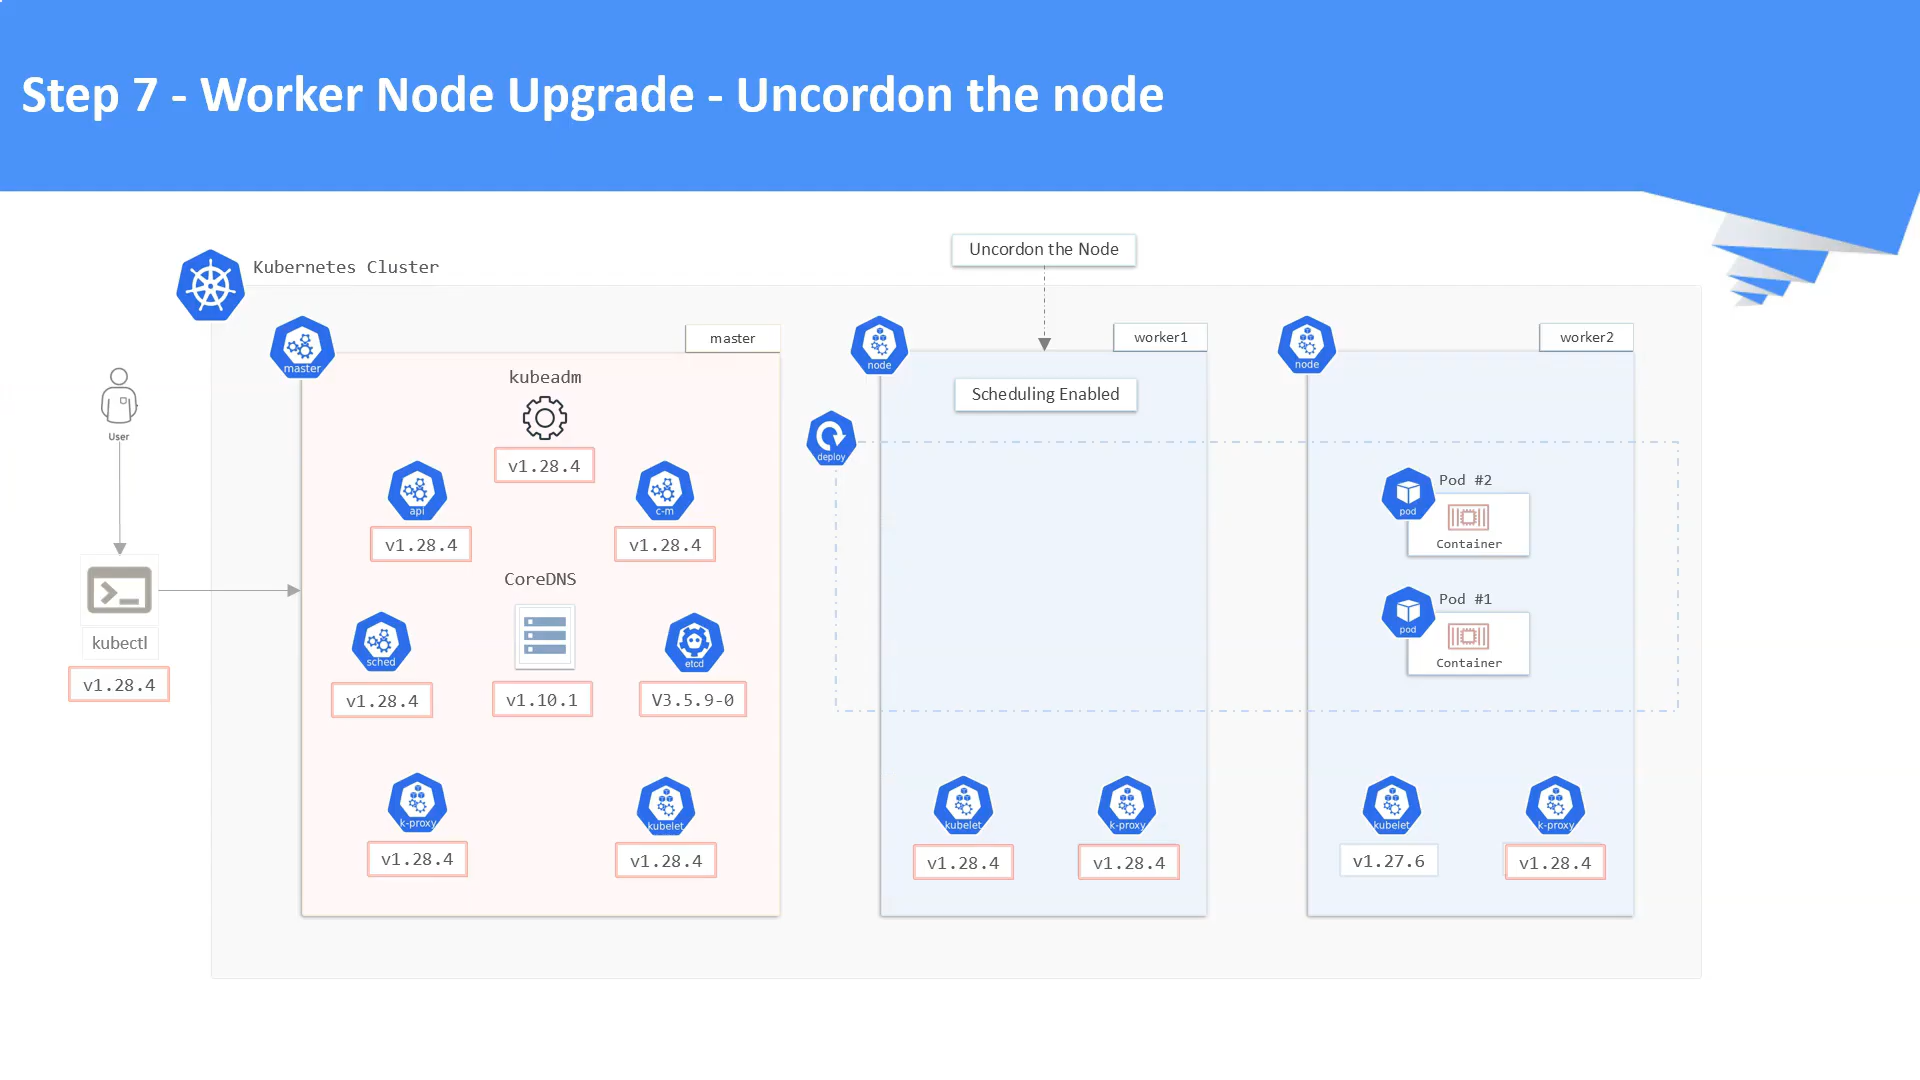 Step 7 - Worker Node Upgrade - Uncordon the node
Uncordon the Node
Kubernetes Cluster
master
master
kubeadm
v1.28.4
api
v1.28.4
c-m
v1.28.4
CoreDNS
sched
v1.28.4
v1.10.1
etcd
V3.5.9-0
k-proxy
v1.28.4
kubelet
v1.28.4
User
kubectl
v1.28.4
node
worker1
Scheduling Enabled
deploy
kubelet
v1.28.4
k-proxy
v1.28.4
node
worker2
Pod #2
pod
Container
Pod #1
pod
Container
kubelet
v1.27.6
k-proxy
v1.28.4